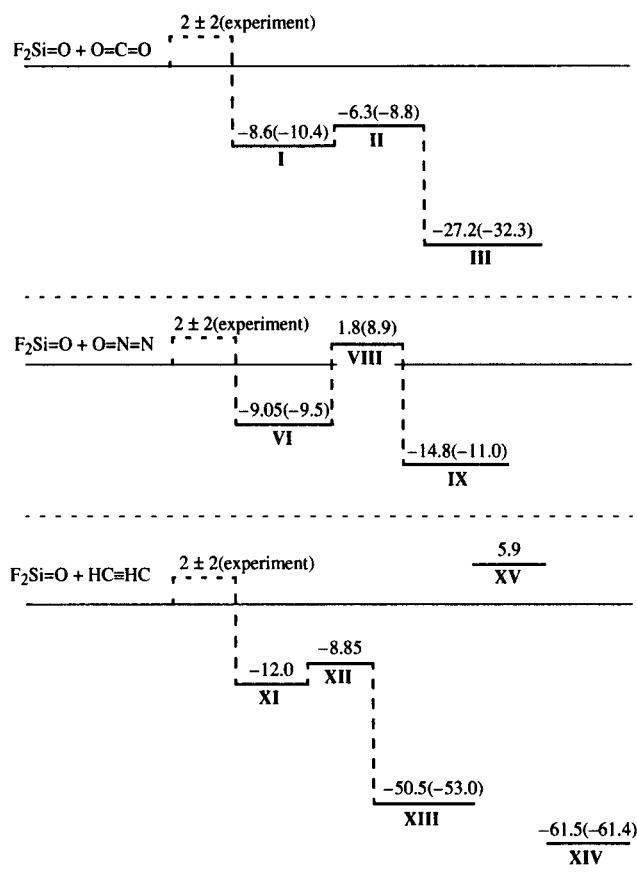 2 ± 2(experiment)
F₂Si=O + O=C=O
−6.3(−8.8)
−8.6(−10.4)
II
I
−27.2(−32.3)
III
2 ± 2(experiment)
1.8(8.9)
F₂Si=O + O=N=N
VIII
−9.05(−9.5)
VI
−14.8(−11.0)
IX
5.9
2 ± 2(experiment)
F₂Si=O + HC≡HC
XV
−8.85
−12.0
XII
XI
−50.5(−53.0)
XIII
−61.5(−61.4)
XIV